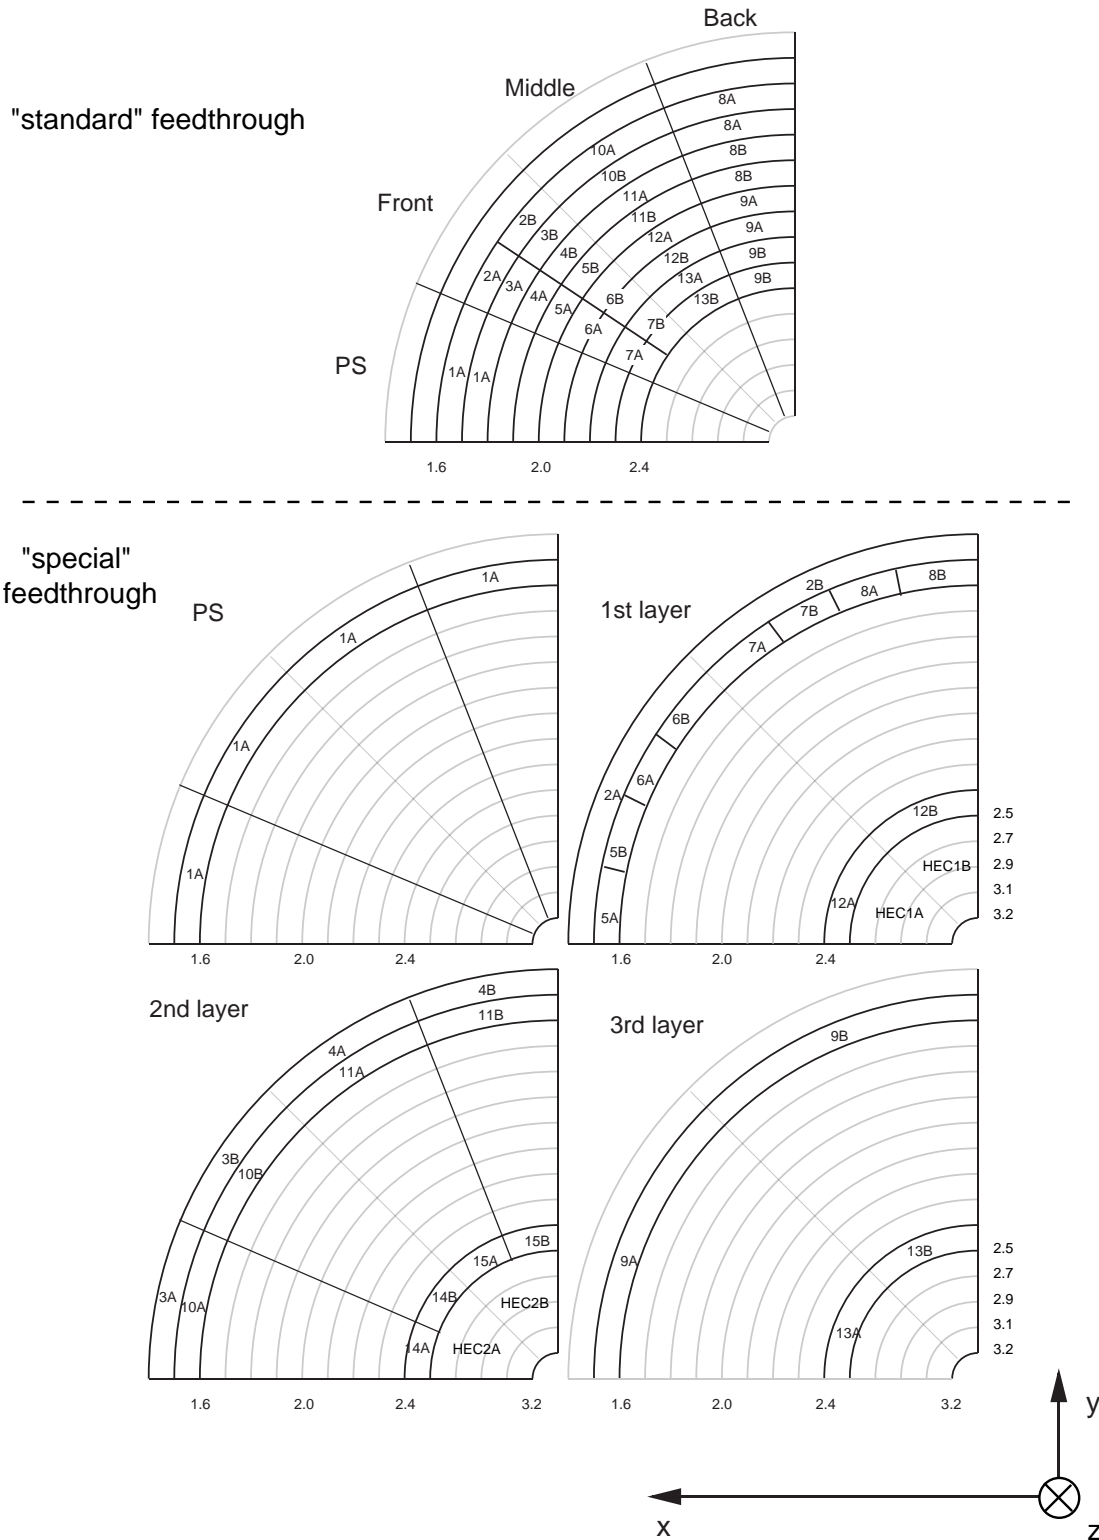 Back
Middle
"standard" feedthrough
8A
8A
10A
8B
10B
8B
Front
11A
9A
2B
11B
3B
12A
9A
4B
12B
9B
5B
2A
13A
9B
3A
4A
6B
13B
5A
7B
6A
PS
7A
1A
1A
1.6
2.0
2.4
"special"
feedthrough
PS
1A
1A
1A
1A
1.6
2.0
2.4
1st layer
2B
8B
8A
7B
7A
6B
6A
2A
5B
5A
12B
12A
HEC1B
HEC1A
2.5
2.7
2.9
3.1
3.2
1.6
2.0
2.4
2nd layer
4B
11B
4A
11A
3B
10B
3A
10A
15B
15A
14B
14A
HEC2B
HEC2A
1.6
2.0
2.4
3.2
3rd layer
9B
9A
13B
13A
2.5
2.7
2.9
3.1
3.2
1.6
2.0
2.4
3.2
y
x
z